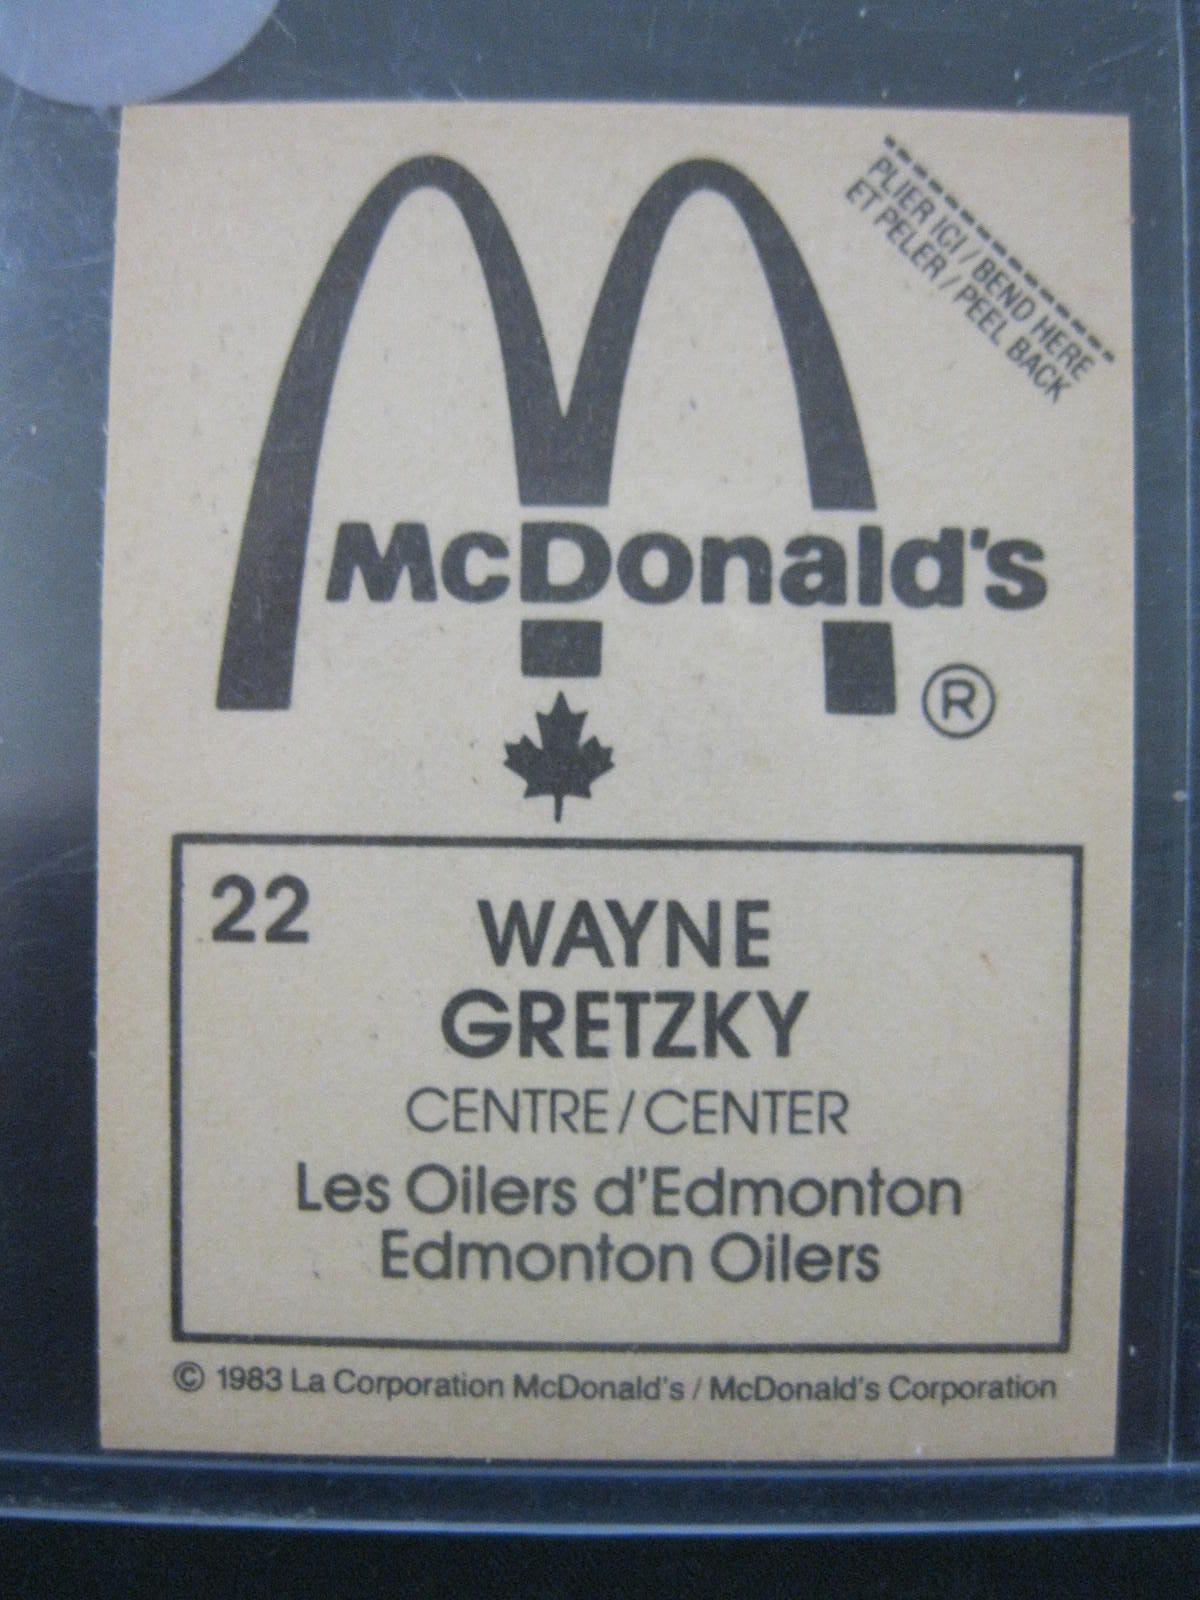 PLIER ICI / BEND HERE
ET PELER / PEEL BACK
McDonald's
®
22
WAYNE
GRETZKY
CENTRE / CENTER
Les Oilers d'Edmonton
Edmonton Oilers
© 1983 La Corporation McDonald's / McDonald's Corporation